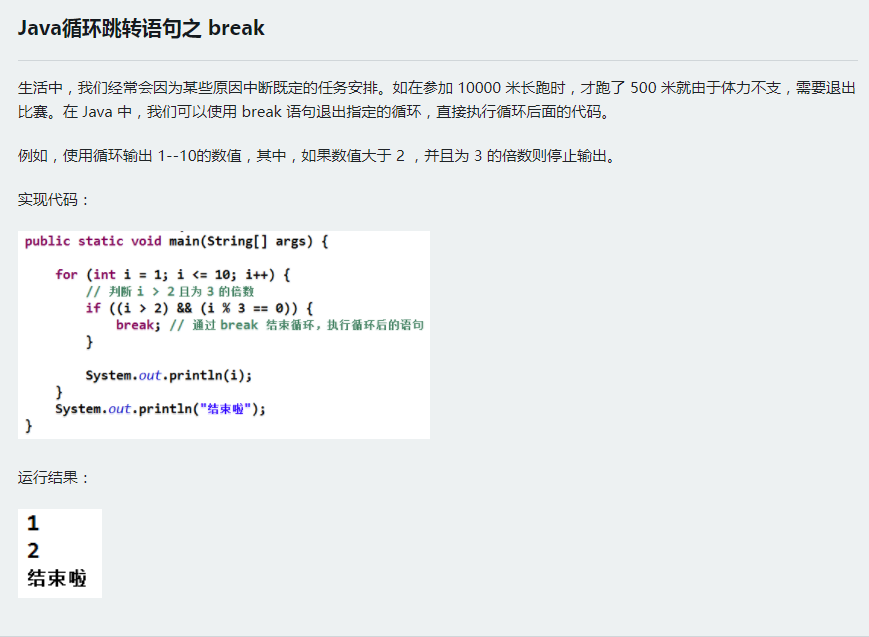 Java循环跳转语句之 break
生活中，我们经常会因为某些原因中断既定的任务安排。如在参加 10000 米长跑时，才跑了 500 米就由于体力不支，需要退出
比赛。在 Java 中，我们可以使用 break 语句退出指定的循环，直接执行循环后面的代码。
例如，使用循环输出 1--10的数值，其中，如果数值大于 2 ，并且为 3 的倍数则停止输出。
实现代码：
public static void main(String[] args) {
for (int i = 1; i <= 10; i++) {
// 判断 i > 2 且为 3 的倍数
if ((i > 2) && (i % 3 == 0)) {
break; // 通过 break 结束循环，执行循环后的语句
}
System.out.println(i);
}
System.out.println("结束啦");
}
运行结果：
1
2
结束啦